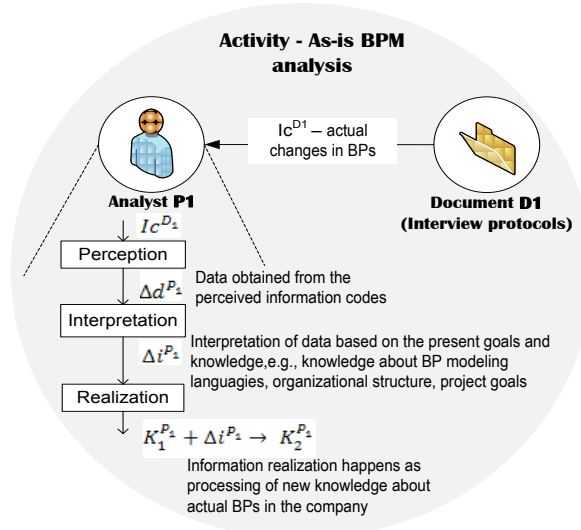 Activity - As-is BPM
analysis
Ic^D1 – actual
changes in BPs
Analyst P1
Document D1
(Interview protocols)
Ic^D₁
Perception
Data obtained from the
perceived information codes
Δd^P₁
Interpretation
Interpretation of data based on the present goals and
knowledge,e.g., knowledge about BP modeling
languagies, organizational structure, project goals
Δi^P₁
Realization
K₁^P₁ + Δi^P₁ → K₂^P₁
Information realization happens as
processing of new knowledge about
actual BPs in the company